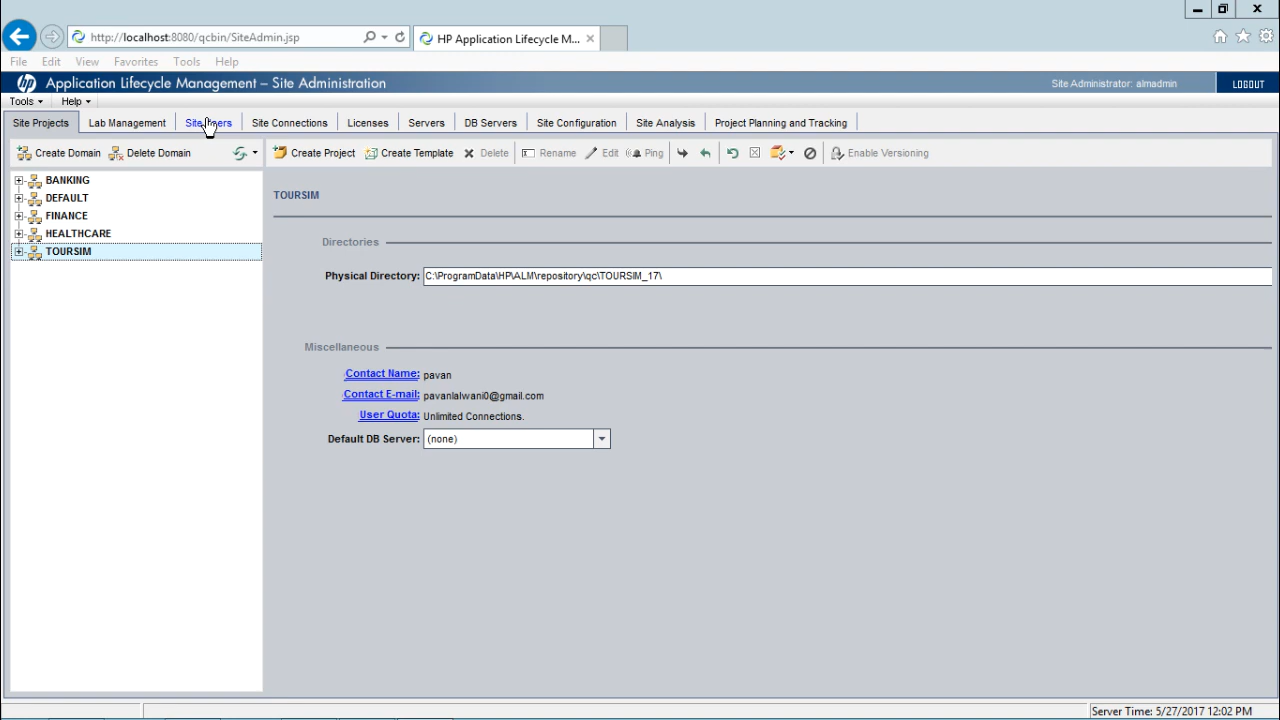 http://localhost:8080/qcbin/SiteAdmin.jsp
HP Application Lifecycle M...
File Edit View Favorites Tools Help
hp Application Lifecycle Management – Site Administration
Site Administrator: almadmin
LOGOUT
Tools Help
Site Projects Lab Management Site Connections Licenses Servers DB Servers Site Configuration Site Analysis Project Planning and Tracking
Create Domain Delete Domain Create Project Create Template Delete Rename Edit Ping Enable Versioning
BANKING
DEFAULT
FINANCE
HEALTHCARE
TOURSIM
TOURSIM
Directories
Physical Directory: C:\ProgramData\HP\ALM\repository\qc\TOURSIM_17\
Miscellaneous
Contact Name: pavan
Contact E-mail: pavanlalwani0@gmail.com
User Quota: Unlimited Connections.
Default DB Server: (none)
Server Time: 5/27/2017 12:02 PM